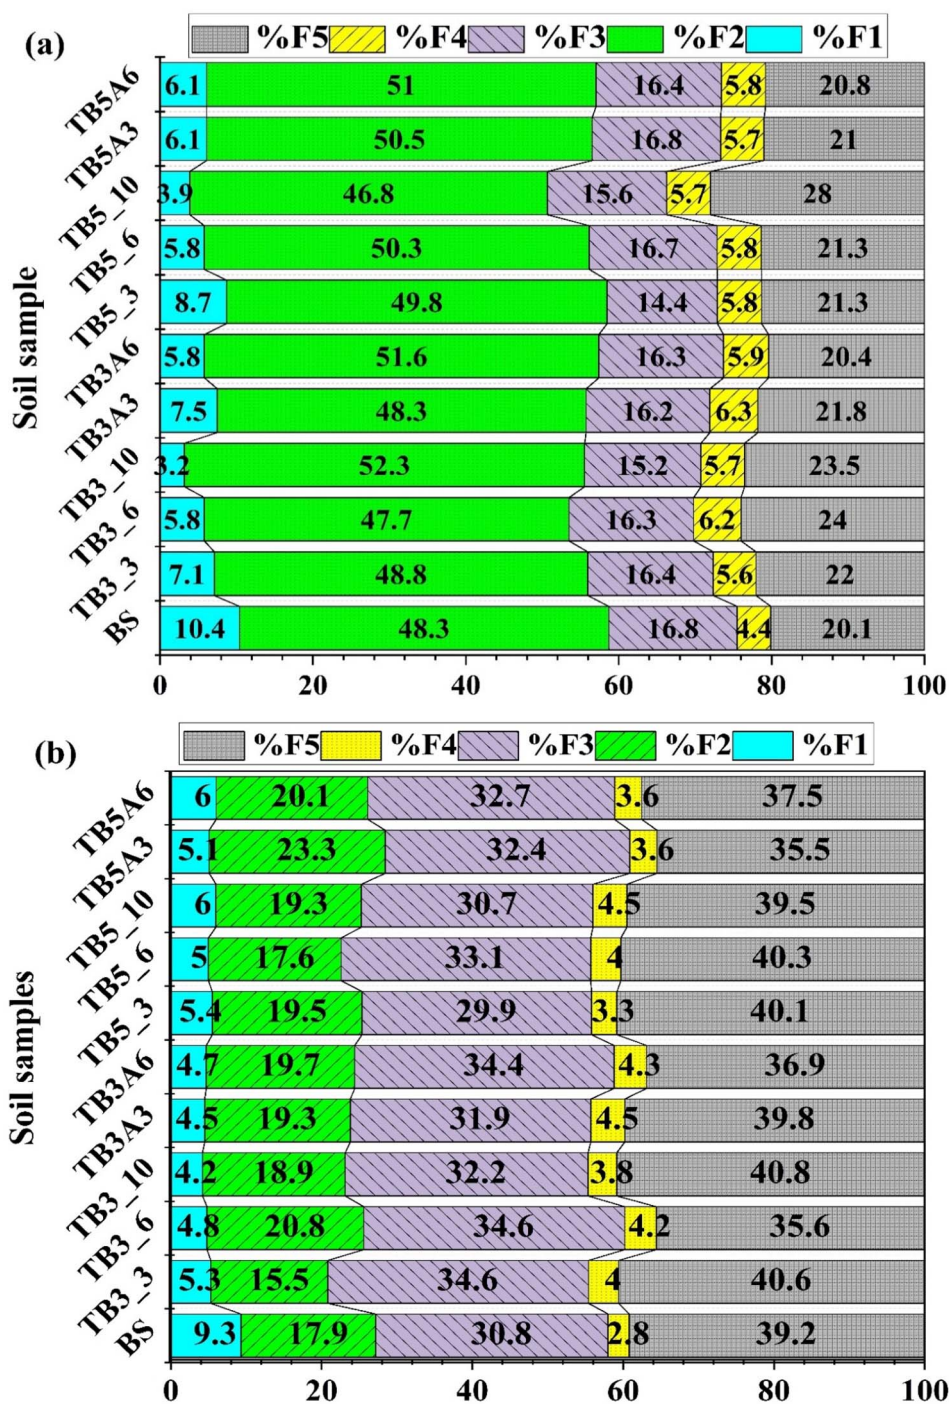 (a)
%F5 %F4 %F3 %F2 %F1
Soil sample
TB5A6 6.1 51 16.4 5.8 20.8
TB5A3 6.1 50.5 16.8 5.7 21
TB5_10 3.9 46.8 15.6 5.7 28
TB5_6 5.8 50.3 16.7 5.8 21.3
TB5_3 8.7 49.8 14.4 5.8 21.3
TB3A6 5.8 51.6 16.3 5.9 20.4
TB3A3 7.5 48.3 16.2 6.3 21.8
TB3_10 3.2 52.3 15.2 5.7 23.5
TB3_6 5.8 47.7 16.3 6.2 24
TB3_3 7.1 48.8 16.4 5.6 22
BS 10.4 48.3 16.8 4.4 20.1
0 20 40 60 80 100
(b)
%F5 %F4 %F3 %F2 %F1
Soil samples
TB5A6 6 20.1 32.7 3.6 37.5
TB5A3 5.1 23.3 32.4 3.6 35.5
TB5_10 6 19.3 30.7 4.5 39.5
TB5_6 5 17.6 33.1 4 40.3
TB5_3 5.4 19.5 29.9 3.3 40.1
TB3A6 4.7 19.7 34.4 4.3 36.9
TB3A3 4.5 19.3 31.9 4.5 39.8
TB3_10 4.2 18.9 32.2 3.8 40.8
TB3_6 4.8 20.8 34.6 4.2 35.6
TB3_3 5.3 15.5 34.6 4 40.6
BS 9.3 17.9 30.8 2.8 39.2
0 20 40 60 80 100